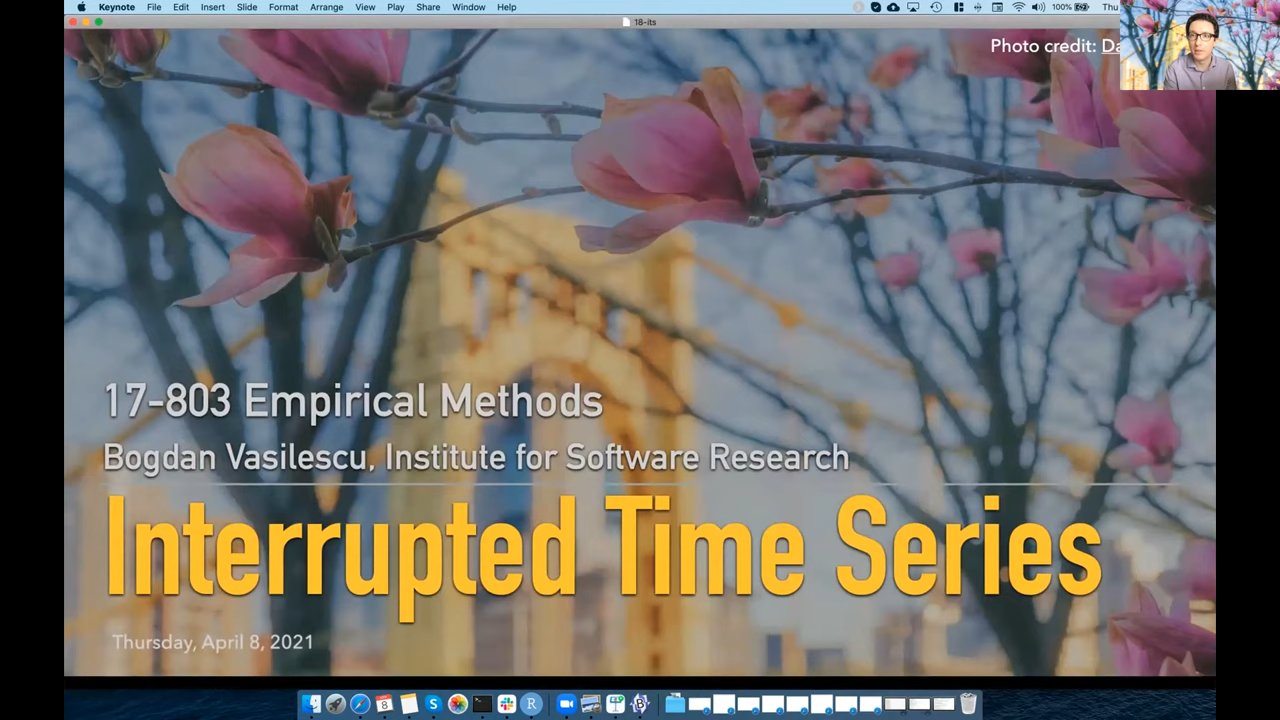 Keynote File Edit Insert Slide Format Arrange View Play Share Window Help 100% Thu
18-its
Photo credit:
17-803 Empirical Methods
Bogdan Vasilescu, Institute for Software Research
Interrupted Time Series
Thursday, April 8, 2021
8